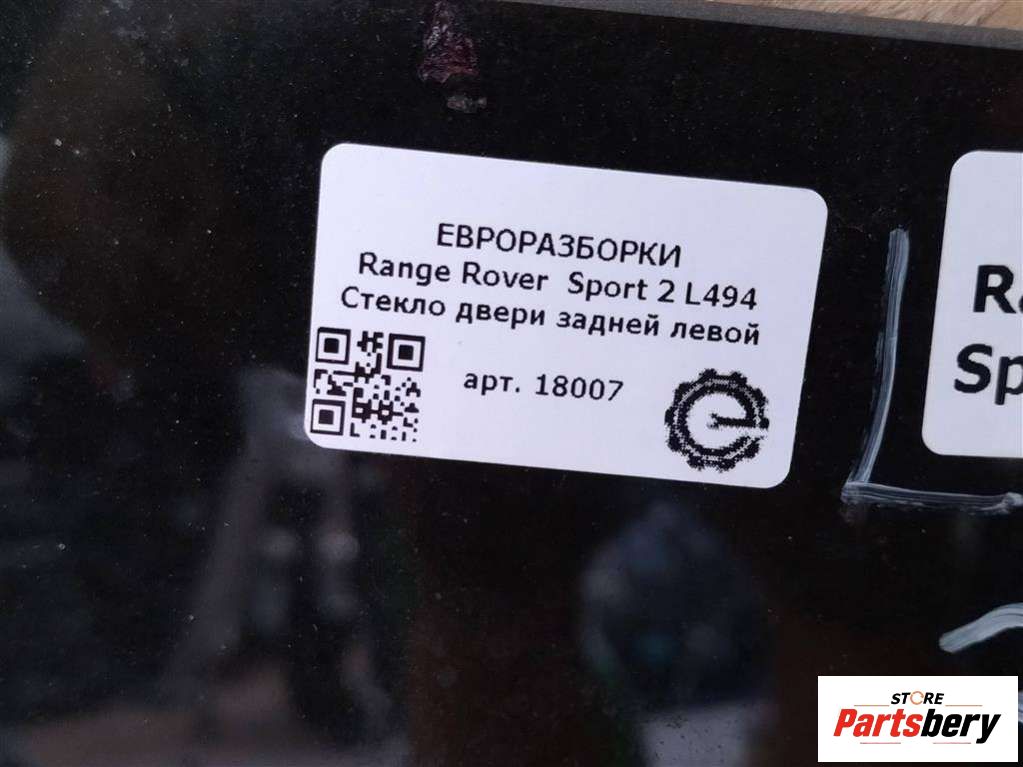 ЕВРОРАЗБОРКИ
Range Rover Sport 2 L494
Стекло двери задней левой
арт. 18007
L
STORE
Partsbery